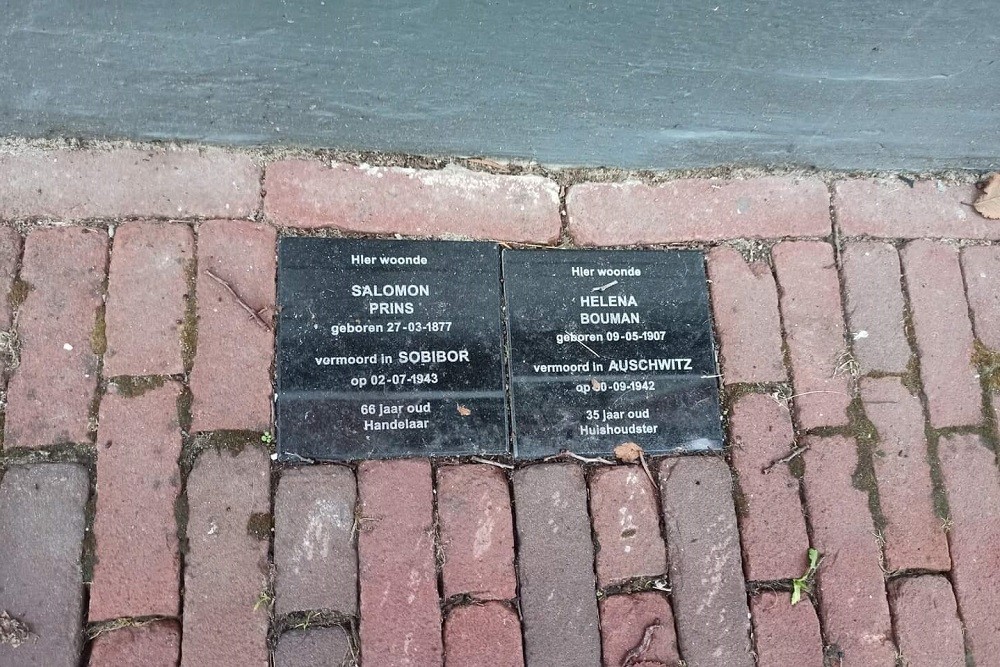 Hier woonde
SALOMON
PRINS
geboren 27-03-1877
vermoord in SOBIBOR
op 02-07-1943
66 jaar oud
Handelaar
Hier woonde
HELENA
BOUMAN
geboren 09-05-1907
vermoord in AUSCHWITZ
op 30-09-1942
35 jaar oud
Huishoudster